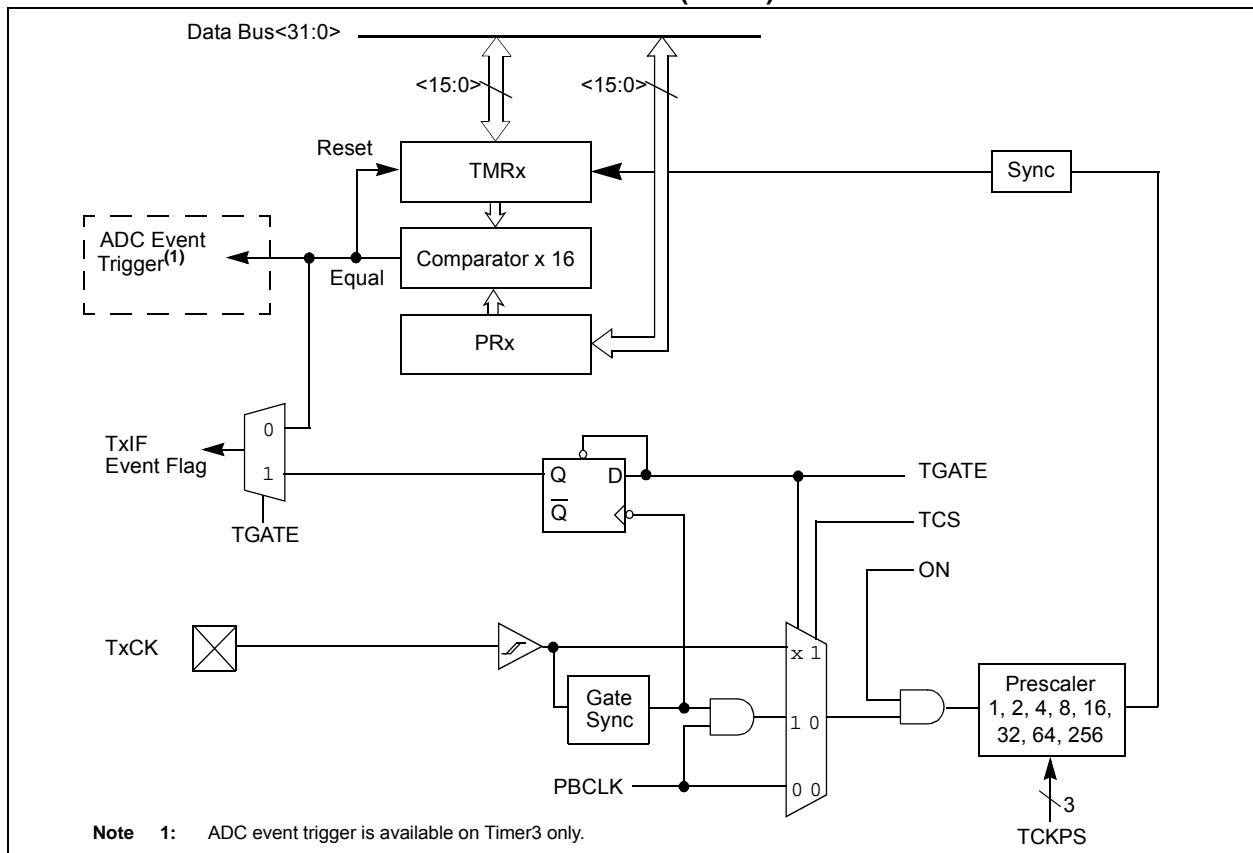 Data Bus<31:0>
<15:0>
<15:0>
Reset
TMRx
Sync
ADC Event
Trigger(1)
Equal
Comparator x 16
PRx
0
TxIF
Event Flag
1
Q D
Q
TGATE
TGATE
TCS
ON
TxCK
x 1
Gate
Sync
1 0
Prescaler
1, 2, 4, 8, 16,
32, 64, 256
PBCLK
0 0
3
TCKPS
Note 1: ADC event trigger is available on Timer3 only.